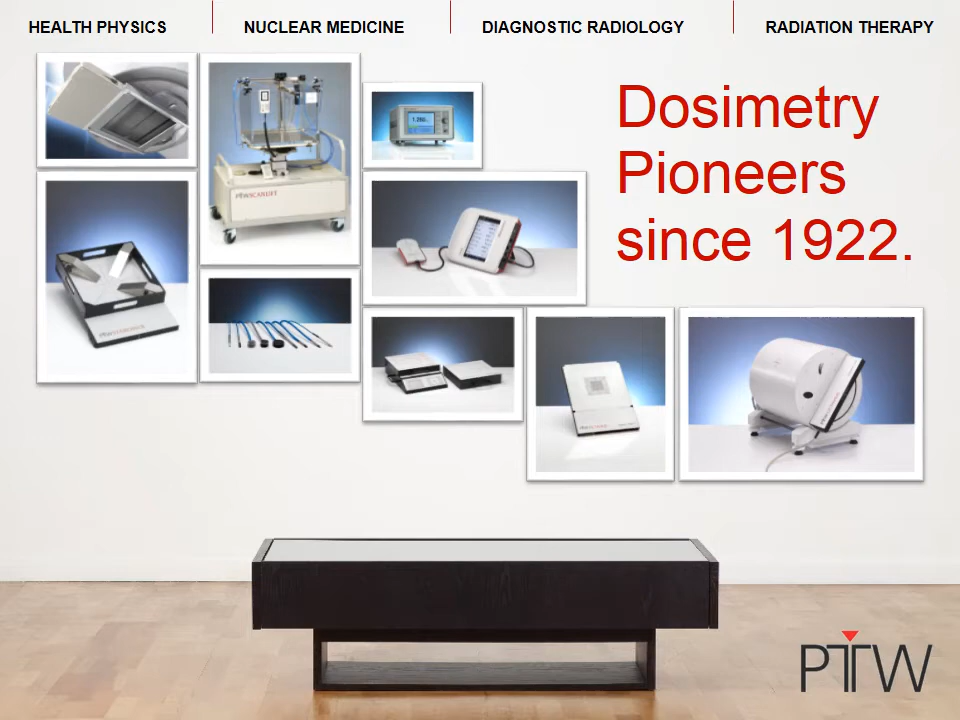 HEALTH PHYSICS
NUCLEAR MEDICINE
DIAGNOSTIC RADIOLOGY
RADIATION THERAPY
Dosimetry
Pioneers
since 1922.
PTW